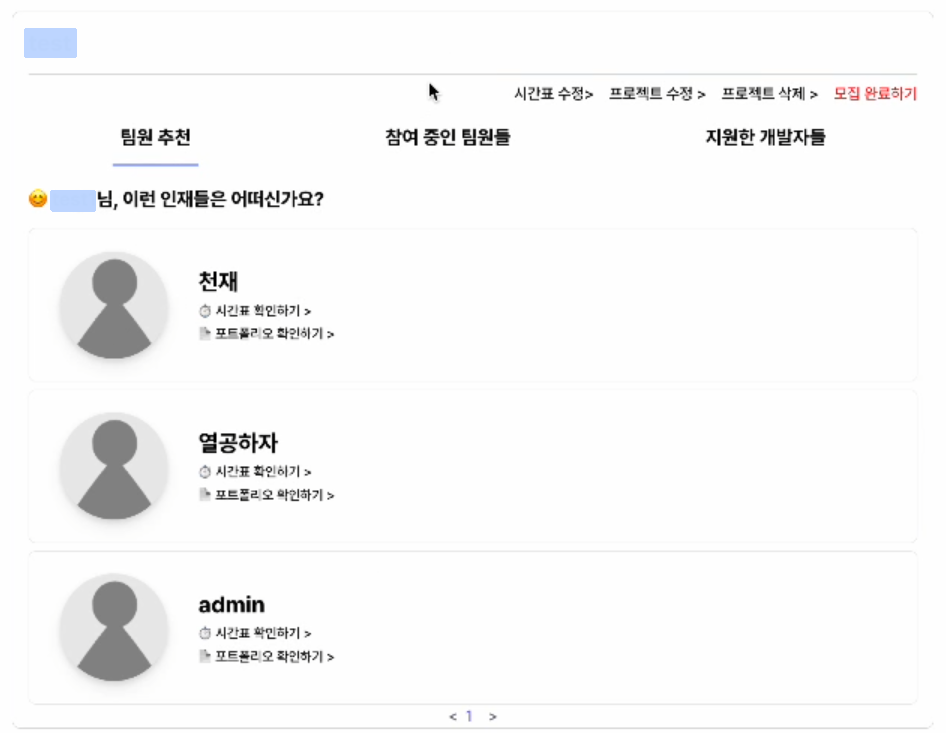 시간표 수정> 프로젝트 수정 > 프로젝트 삭제 > 모집 완료하기
팀원 추천 참여 중인 팀원들 지원한 개발자들
님, 이런 인재들은 어떠신가요?
천재
시간표 확인하기 >
포트폴리오 확인하기 >
열공하자
시간표 확인하기 >
포트폴리오 확인하기 >
admin
시간표 확인하기 >
포트폴리오 확인하기 >
< 1 >